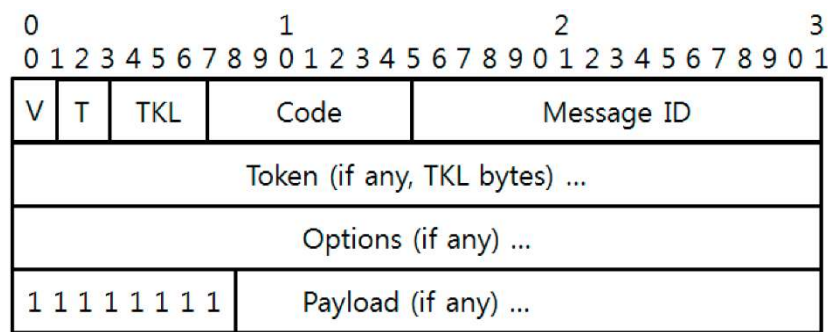 0 1 2 3
0 1 2 3 4 5 6 7 8 9 0 1 2 3 4 5 6 7 8 9 0 1 2 3 4 5 6 7 8 9 0 1
V T TKL Code Message ID
Token (if any, TKL bytes) ...
Options (if any) ...
1 1 1 1 1 1 1 1 Payload (if any) ...